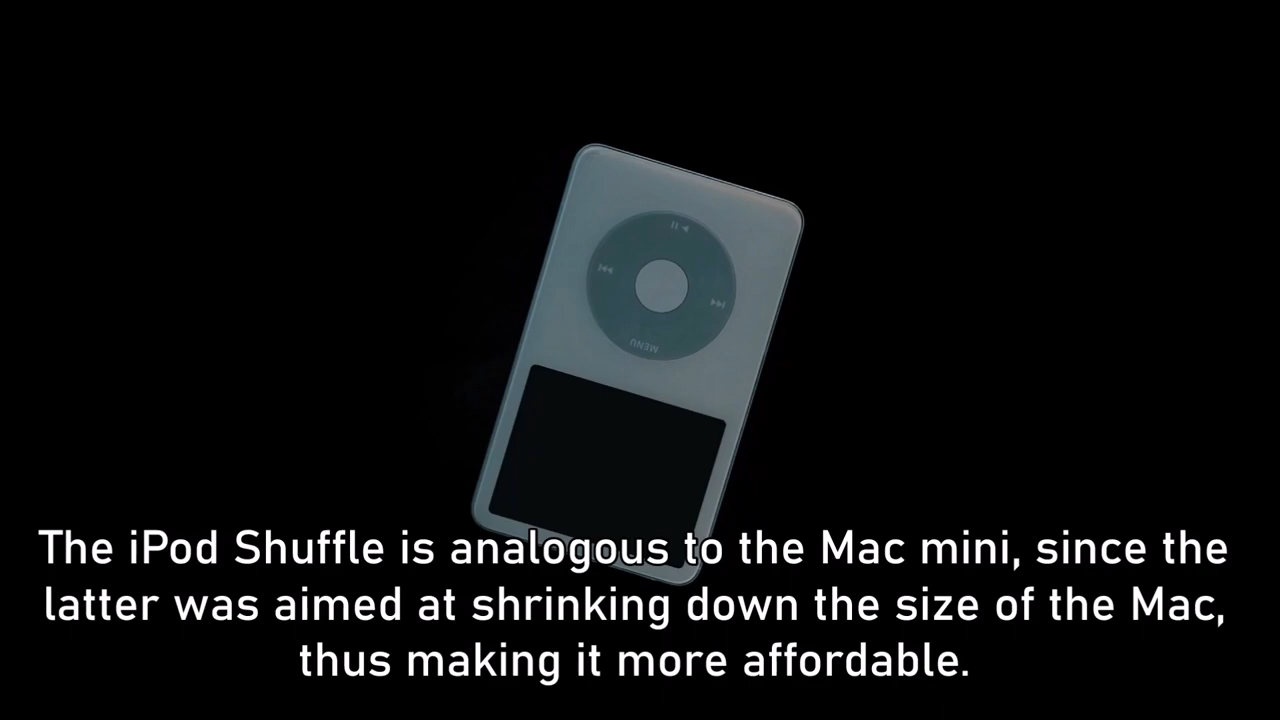 MENU
The iPod Shuffle is analogous to the Mac mini, since the
latter was aimed at shrinking down the size of the Mac,
thus making it more affordable.